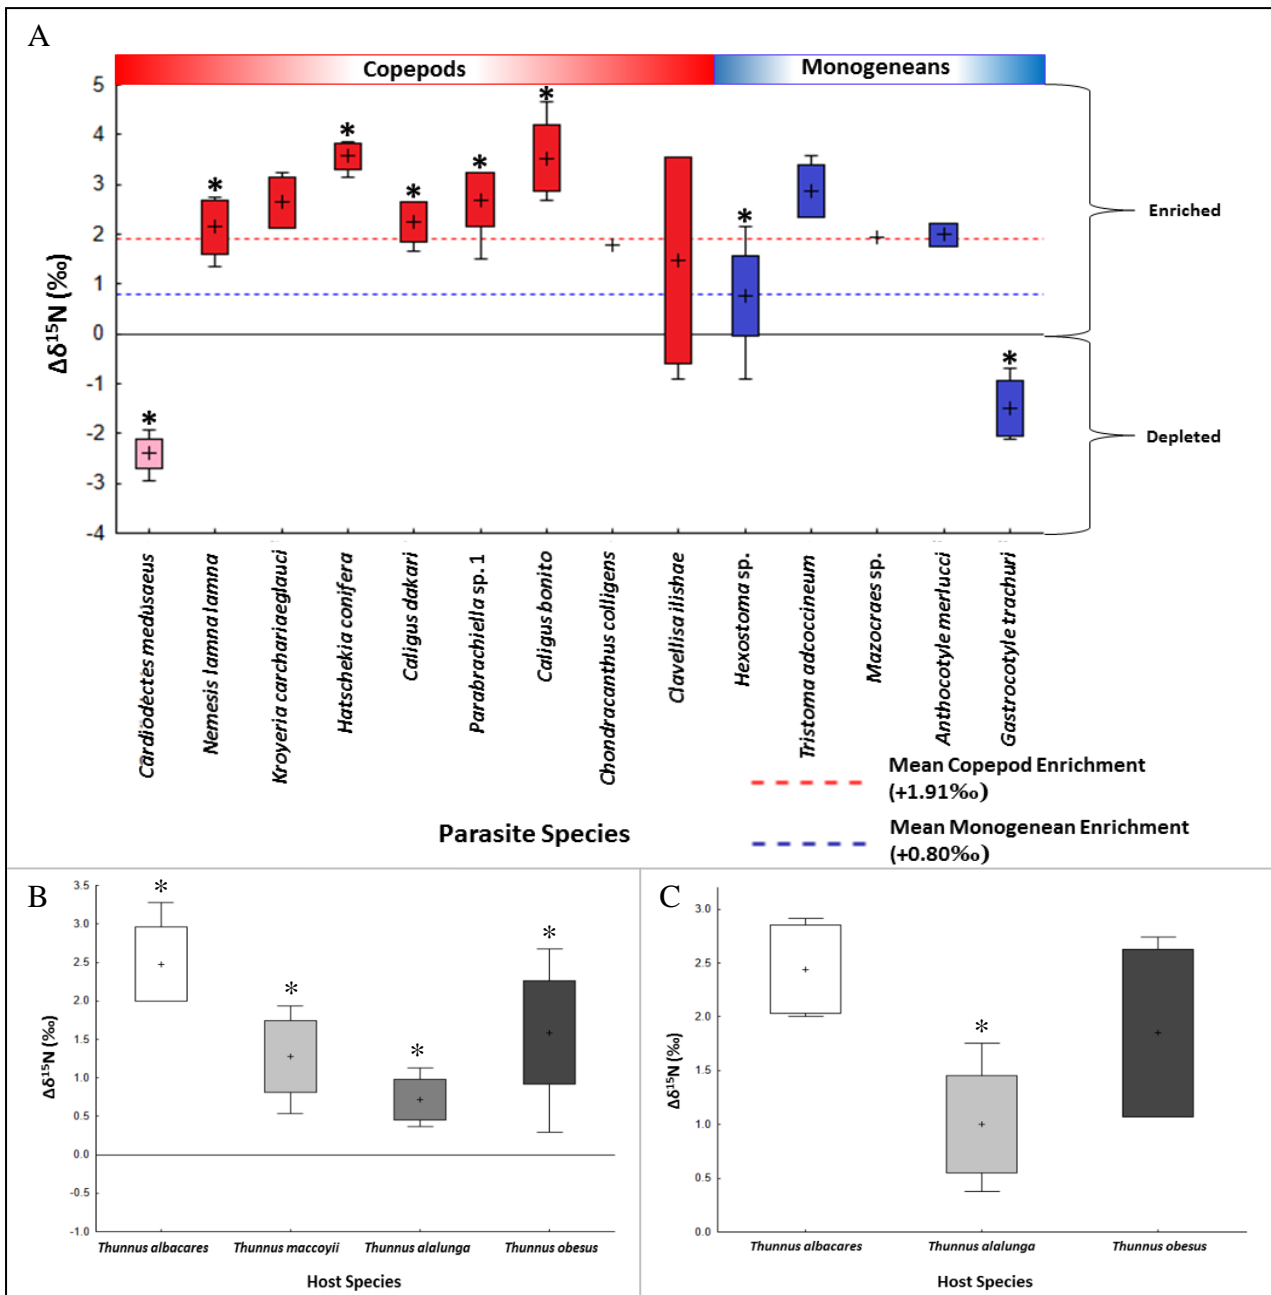 A
Copepods
Monogeneans
5
4
3
2
1
0
-1
-2
-3
-4
Δδ¹⁵N (‰)
*
*
*
*
*
*
*
*
Enriched
Depleted
Cardiodectes medusaeus
Nemesis lamna lamna
Kroyeria carchariaeglauci
Hatschekia conifera
Caligus dakari
Parabrachiella sp. 1
Caligus bonito
Chondracanthus colligens
Clavellisa ilishae
Hexostoma sp.
Tristoma adcoccineum
Mazocraes sp.
Anthocotyle merlucci
Gastrocotyle trachuri
Parasite Species
Mean Copepod Enrichment
(+1.91‰)
Mean Monogenean Enrichment
(+0.80‰)
B
3.5
3.0
2.5
2.0
1.5
1.0
0.5
0.0
-0.5
-1.0
Δδ¹⁵N (‰)
*
*
*
*
Thunnus albacares
Thunnus maccoyii
Thunnus alalunga
Thunnus obesus
Host Species
C
3.0
2.5
2.0
1.5
1.0
0.5
0.0
Δδ¹⁵N (‰)
*
Thunnus albacares
Thunnus alalunga
Thunnus obesus
Host Species